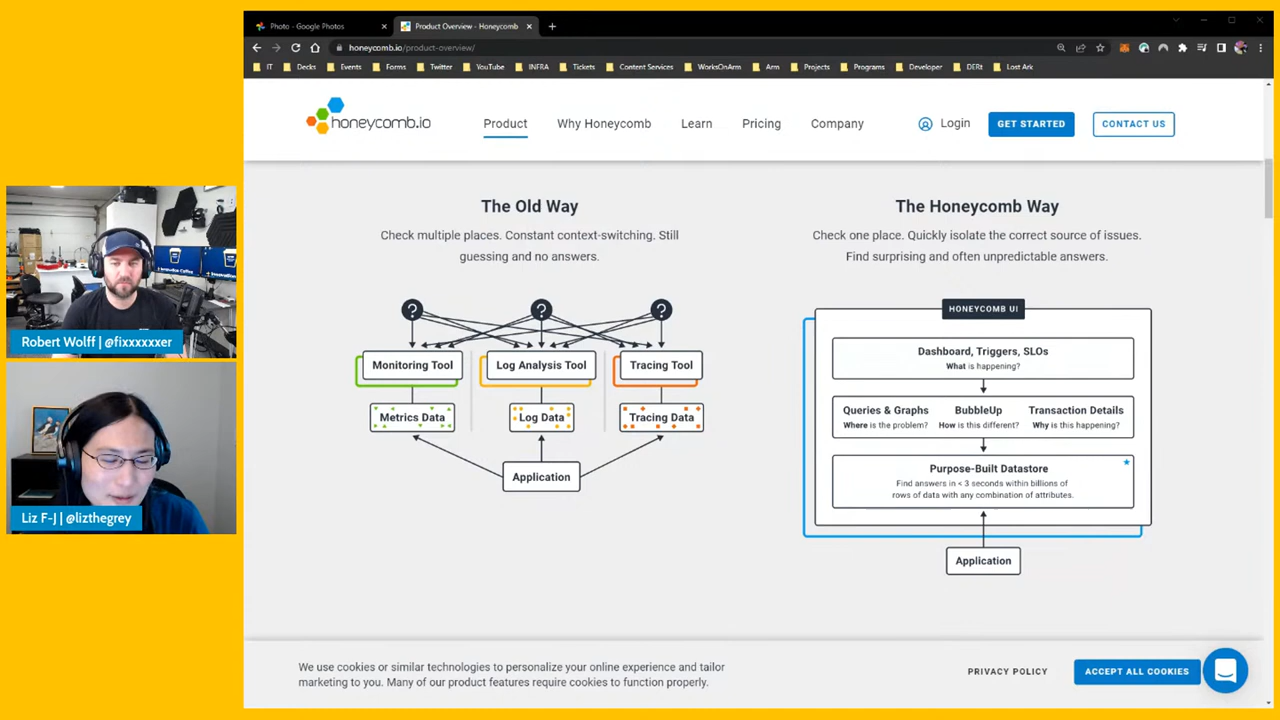 Photo - Google Photos
Product Overview - Honeycomb
honeycomb.io/product-overview/
IT
Decks
Events
Forms
Twitter
YouTube
INFRA
Tickets
Content Services
WorksOnArm
Arm
Projects
Programs
Developer
DERt
Lost Ark
honeycomb.io
Product
Why Honeycomb
Learn
Pricing
Company
Login
GET STARTED
CONTACT US
The Old Way
Check multiple places. Constant context-switching. Still
guessing and no answers.
? ? ?
Monitoring Tool
Log Analysis Tool
Tracing Tool
Metrics Data
Log Data
Tracing Data
Application
The Honeycomb Way
Check one place. Quickly isolate the correct source of issues.
Find surprising and often unpredictable answers.
HONEYCOMB UI
Dashboard, Triggers, SLOs
What is happening?
Queries & Graphs
Where is the problem?
BubbleUp
How is this different?
Transaction Details
Why is this happening?
Purpose-Built Datastore
Find answers in < 3 seconds within billions of
rows of data with any combination of attributes.
Application
Robert Wolff | @fixxxxxxer
Liz F-J | @lizthegrey
We use cookies or similar technologies to personalize your online experience and tailor
marketing to you. Many of our product features require cookies to function properly.
PRIVACY POLICY
ACCEPT ALL COOKIES